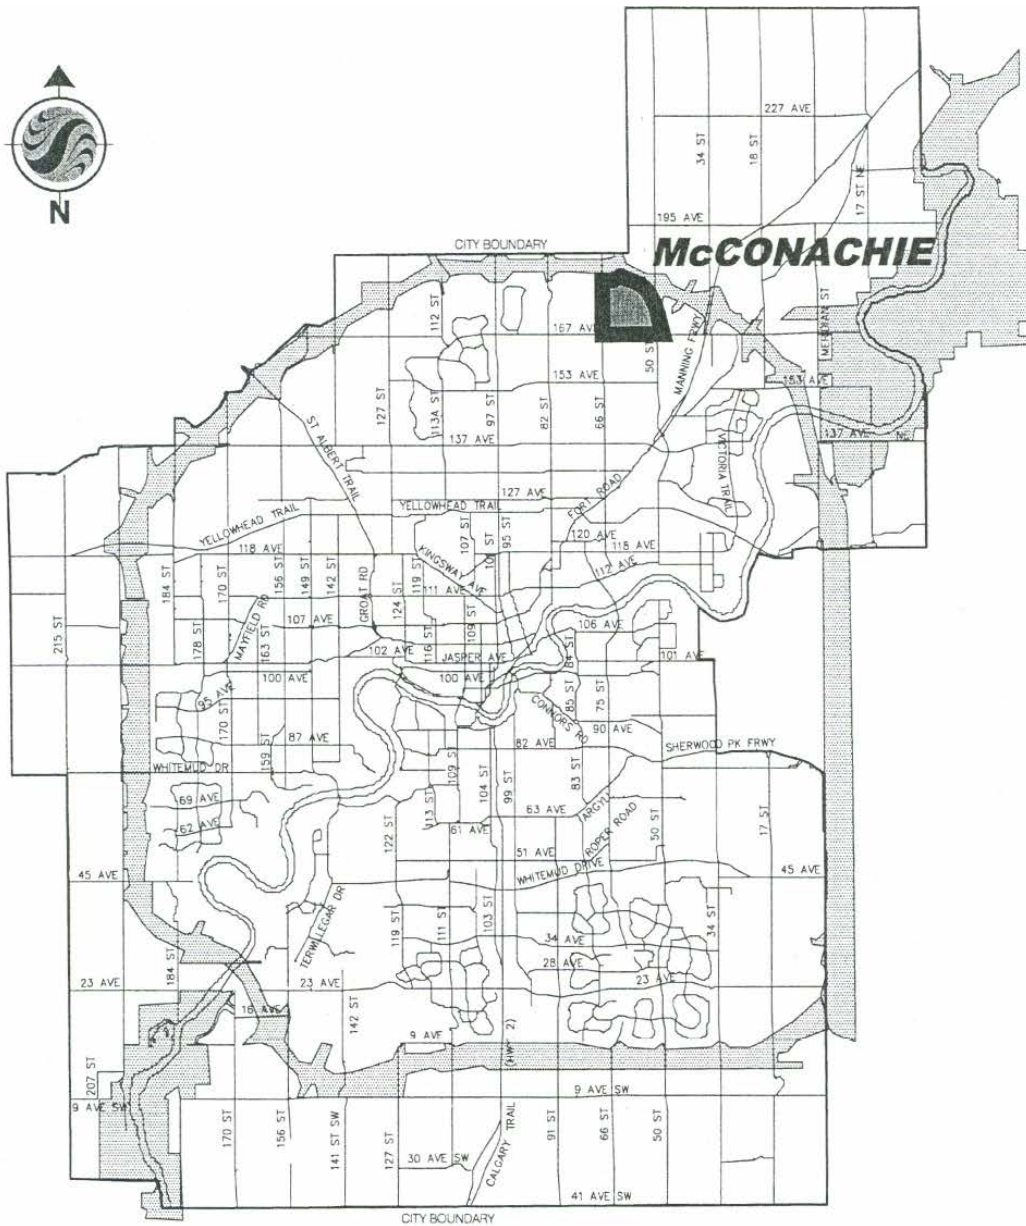 N
227 AVE
34 ST
18 ST
17 ST NE
195 AVE
CITY BOUNDARY
McCONACHIE
MERIDIAN ST
112 ST
167 AVE
50 ST
MANNING FRWY
153 AVE
153 AVE
127 ST
113A ST
97 ST
82 ST
66 ST
ST ALBERT TRAIL
137 AVE
137 AVE
NE
VICTORIA TRAIL
127 AVE
FORT ROAD
YELLOWHEAD TRAIL
YELLOWHEAD TRAIL
107 ST
101 ST
95 ST
120 AVE
118 AVE
118 AVE
KINGSWAY AVE
112 AVE
184 ST
170 ST
156 ST
149 ST
142 ST
GROAT RD
124 ST
119 ST
111 AVE
215 ST
178 ST
MAYFIELD RD
163 ST
107 AVE
116 ST
109 ST
106 AVE
102 AVE
JASPER AVE
84 ST
101 AVE
100 AVE
100 AVE
95 AVE
170 ST
CONNORS RD
85 ST
75 ST
90 AVE
87 AVE
159 ST
82 AVE
SHERWOOD PK FRWY
WHITEMUD DR
109 ST
104 ST
99 ST
83 ST
69 AVE
62 AVE
113 ST
63 AVE
ARGYLL
ROPER ROAD
50 ST
17 ST
122 ST
61 AVE
51 AVE
WHITEMUD DRIVE
45 AVE
45 AVE
TERWILLEGAR DR
119 ST
111 ST
103 ST
34 AVE
34 ST
28 AVE
184 ST
23 AVE
23 AVE
23 AVE
16 AVE
142 ST
9 AVE
(HWY 2)
207 ST
9 AVE SW
9 AVE SW
170 ST
156 ST
141 ST SW
127 ST
30 AVE SW
CALGARY TRAIL
91 ST
66 ST
50 ST
41 AVE SW
CITY BOUNDARY